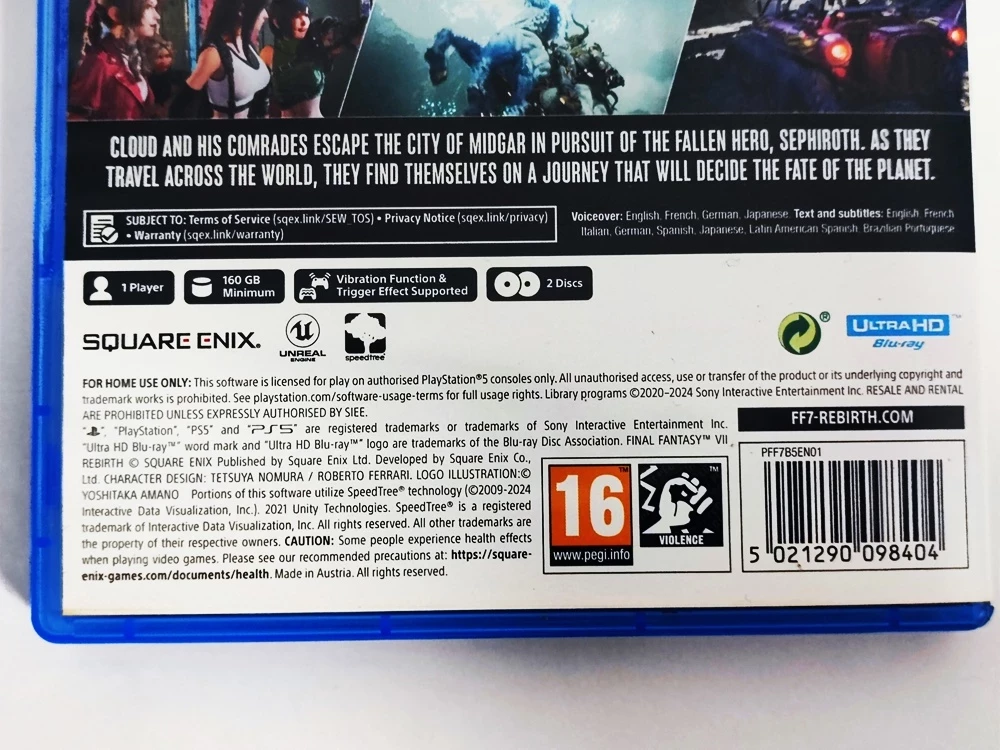 CLOUD AND HIS COMRADES ESCAPE THE CITY OF MIDGAR IN PURSUIT OF THE FALLEN HERO, SEPHIROTH. AS THEY
TRAVEL ACROSS THE WORLD, THEY FIND THEMSELVES ON A JOURNEY THAT WILL DECIDE THE FATE OF THE PLANET.
SUBJECT TO: Terms of Service (sqex.link/SEW_TOS) • Privacy Notice (sqex.link/privacy)
• Warranty (sqex.link/warranty)
Voiceover: English, French, German, Japanese. Text and subtitles: English, French
Italian, German, Spanish, Japanese, Latin American Spanish, Brazilian Portuguese
1 Player
160 GB
Minimum
Vibration Function &
Trigger Effect Supported
2 Discs
SQUARE ENIX®
UNREAL
ENGINE
speedtree®
®
ULTRA HD™
Blu-ray
FOR HOME USE ONLY: This software is licensed for play on authorised PlayStation®5 consoles only. All unauthorised access, use or transfer of the product or its underlying copyright and
trademark works is prohibited. See playstation.com/software-usage-terms for full usage rights. Library programs ©2020–2024 Sony Interactive Entertainment Inc. RESALE AND RENTAL
ARE PROHIBITED UNLESS EXPRESSLY AUTHORISED BY SIEE.
" ", "PlayStation", "PS5" and "PS5" are registered trademarks or trademarks of Sony Interactive Entertainment Inc.
"Ultra HD Blu-ray™" word mark and "Ultra HD Blu-ray™" logo are trademarks of the Blu-ray Disc Association. FINAL FANTASY™ VII
REBIRTH © SQUARE ENIX Published by Square Enix Ltd. Developed by Square Enix Co.,
Ltd. CHARACTER DESIGN: TETSUYA NOMURA / ROBERTO FERRARI. LOGO ILLUSTRATION:©
YOSHITAKA AMANO Portions of this software utilize SpeedTree® technology (©2009-2024
Interactive Data Visualization, Inc.). 2021 Unity Technologies. SpeedTree® is a registered
trademark of Interactive Data Visualization, Inc. All rights reserved. All other trademarks are
the property of their respective owners. CAUTION: Some people experience health effects
when playing video games. Please see our recommended precautions at: https://square-
enix-games.com/documents/health. Made in Austria. All rights reserved.
FF7-REBIRTH.COM
16™
www.pegi.info
™
VIOLENCE
PFF7B5EN01
5 021290 098404